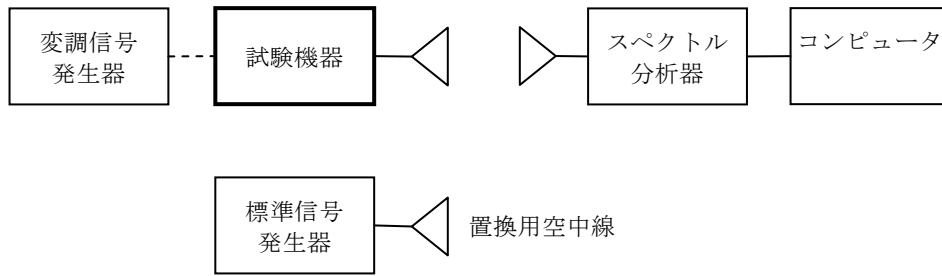 変調信号
発生器
試験機器
スペクトル
分析器
コンピュータ
標準信号
発生器
置換用空中線